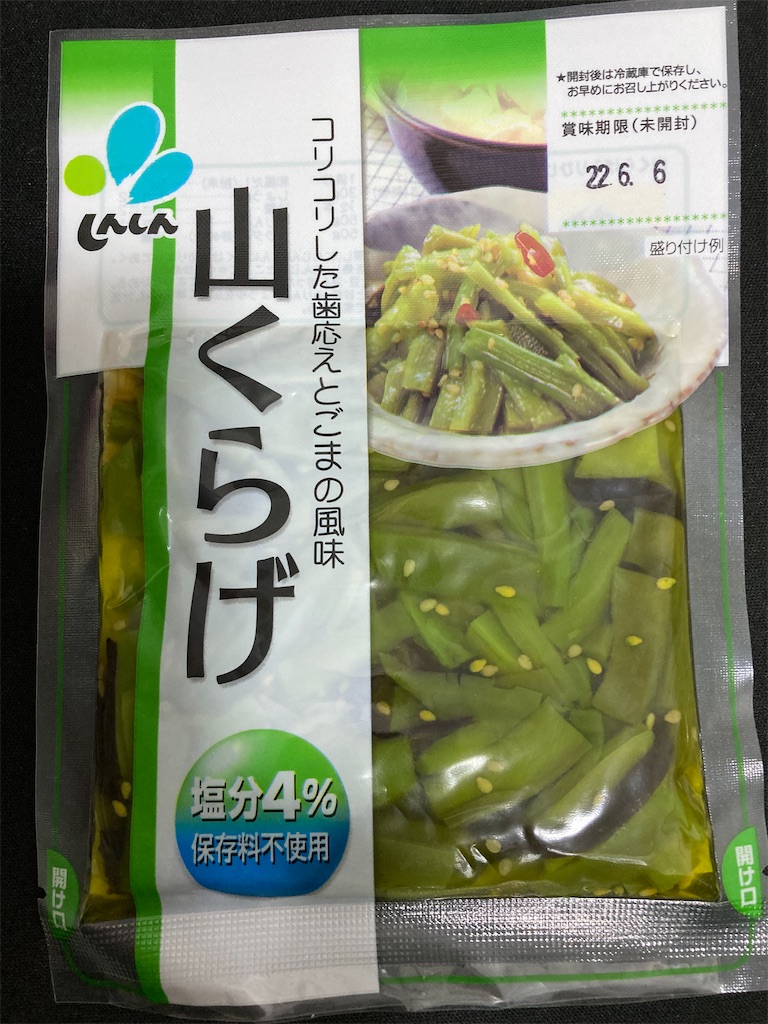 ★開封後は冷蔵庫で保存し、
お早めにお召し上がりください。
賞味期限(未開封)
22.6. 6
盛り付け例
しんしん
コリコリした歯応えとごまの風味
山くらげ
塩分4%
保存料不使用
開け口
開け口